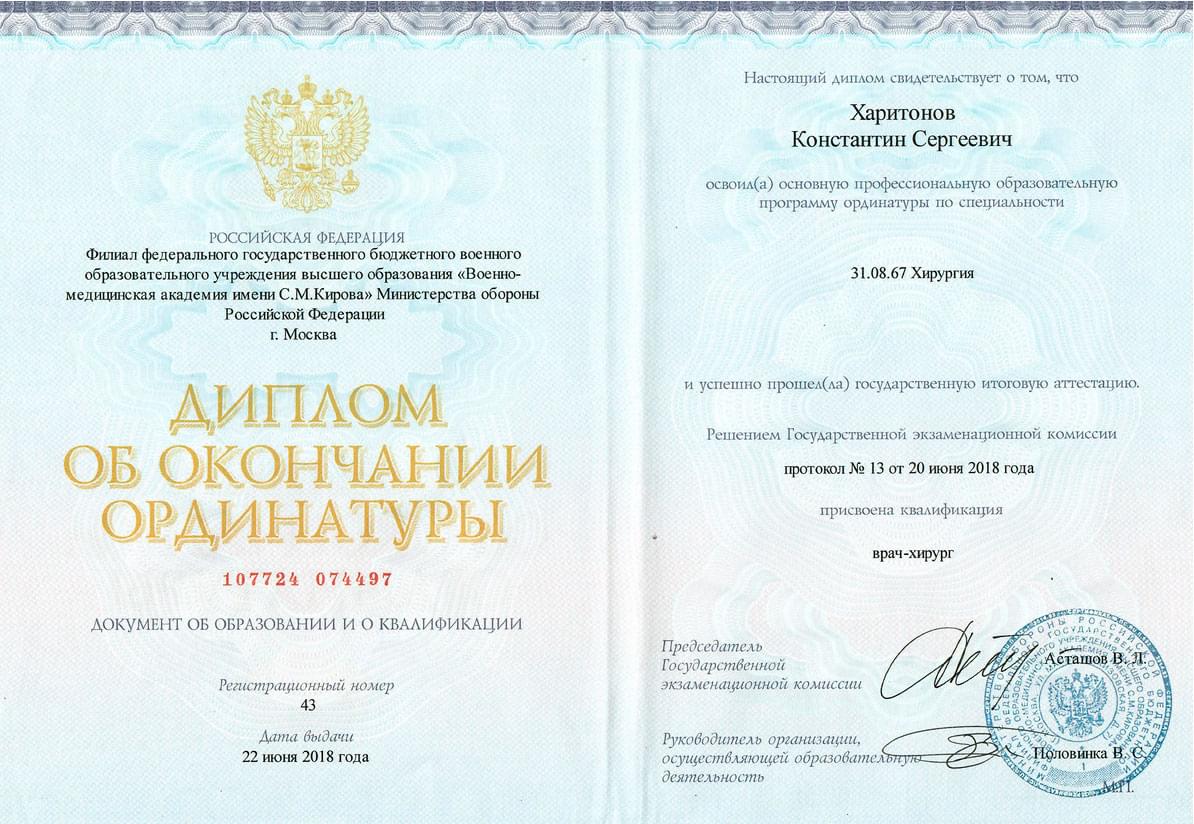 РОССИЙСКАЯ ФЕДЕРАЦИЯ
Филиал федерального государственного бюджетного военного
образовательного учреждения высшего образования «Военно-
медицинская академия имени С.М.Кирова» Министерства обороны
Российской Федерации
г. Москва
ДИПЛОМ
ОБ ОКОНЧАНИИ
ОРДИНАТУРЫ
107724 074497
ДОКУМЕНТ ОБ ОБРАЗОВАНИИ И О КВАЛИФИКАЦИИ
Регистрационный номер
43
Дата выдачи
22 июня 2018 года
Настоящий диплом свидетельствует о том, что
Харитонов
Константин Сергеевич
освоил(а) основную профессиональную образовательную
программу ординатуры по специальности
31.08.67 Хирургия
и успешно прошел(ла) государственную итоговую аттестацию.
Решением Государственной экзаменационной комиссии
протокол № 13 от 20 июня 2018 года
присвоена квалификация
врач-хирург
Председатель
Государственной
экзаменационной комиссии
Асташов В. Л.
Руководитель организации,
осуществляющей образовательную
деятельность
Половинка В. С.
М.П.